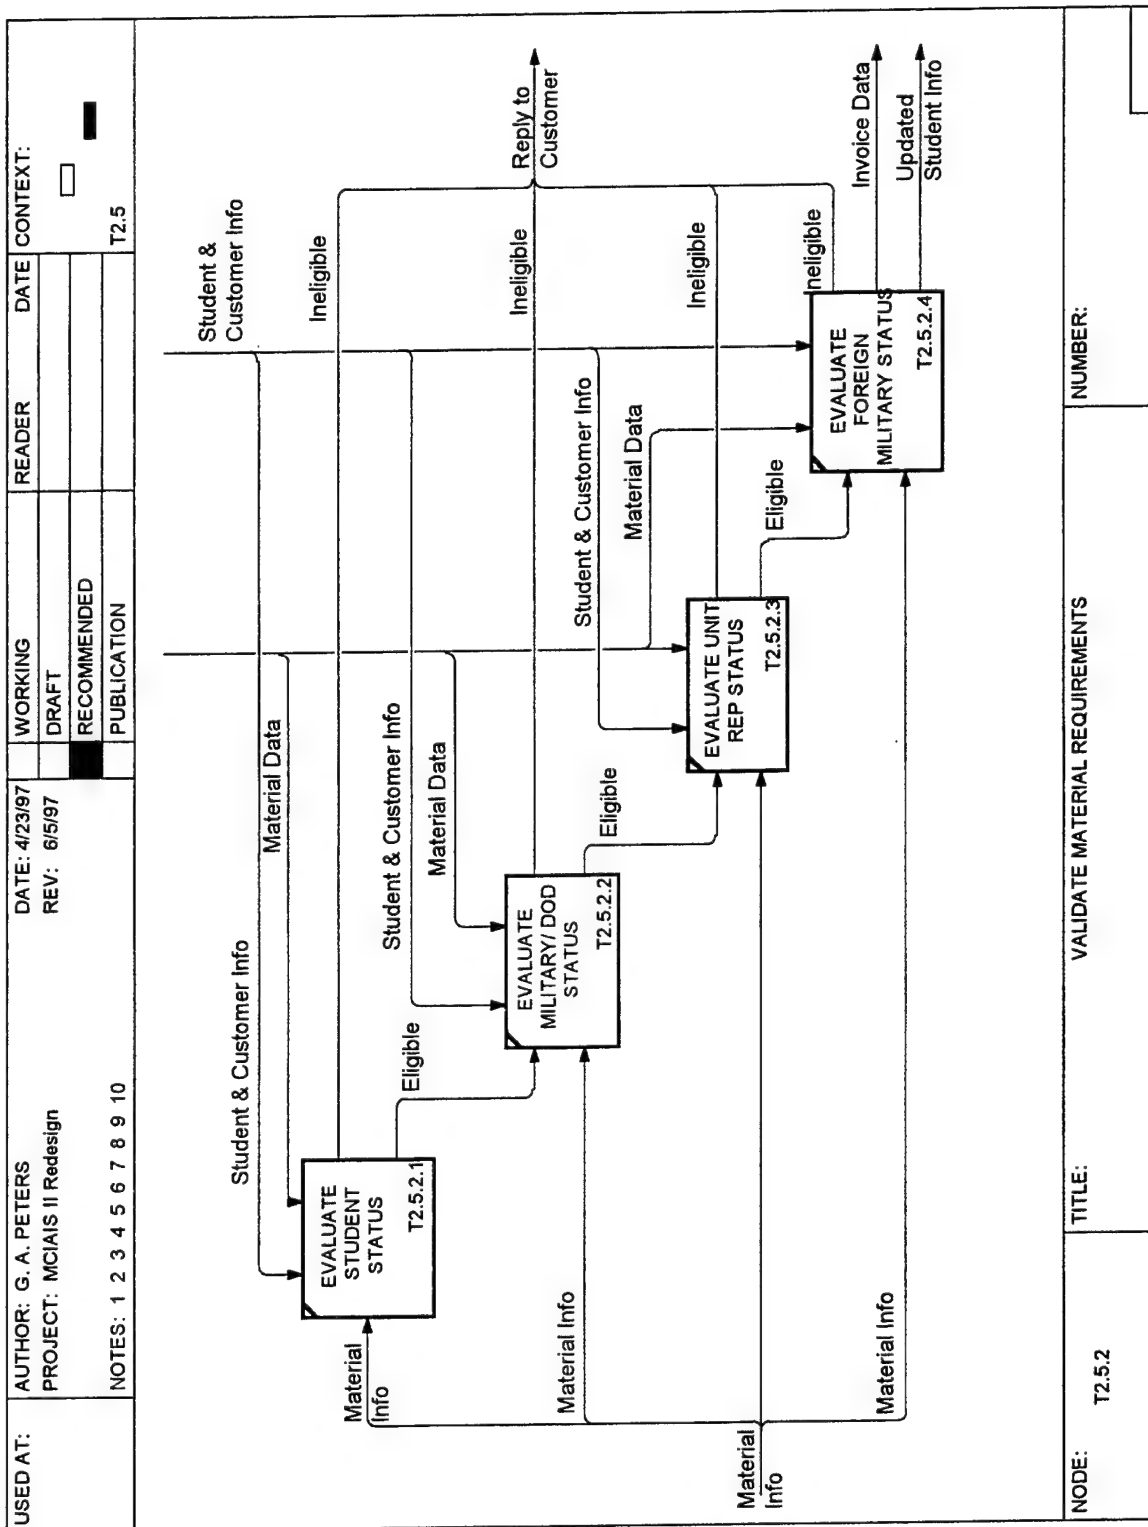 USED AT:
AUTHOR: G. A. PETERS
PROJECT: MCIAIS II Redesign
NOTES: 1 2 3 4 5 6 7 8 9 10
DATE: 4/23/97
REV: 6/5/97
WORKING
DRAFT
RECOMMENDED
PUBLICATION
READER
DATE
CONTEXT:
T2.5
Student &
Customer Info
Student & Customer Info
Material Data
Ineligible
EVALUATE
STUDENT
STATUS
T2.5.2.1
Material
Info
Eligible
Student & Customer Info
Material Data
Reply to
Customer
Ineligible
EVALUATE
MILITARY/ DOD
STATUS
T2.5.2.2
Material Info
Eligible
Student & Customer Info
Material Data
Ineligible
EVALUATE UNIT
REP STATUS
T2.5.2.3
Material
Info
Eligible
neligible
EVALUATE
FOREIGN
MILITARY STATUS
T2.5.2.4
Invoice Data
Updated
Student Info
Material Info
NODE:
T2.5.2
TITLE:
VALIDATE MATERIAL REQUIREMENTS
NUMBER: